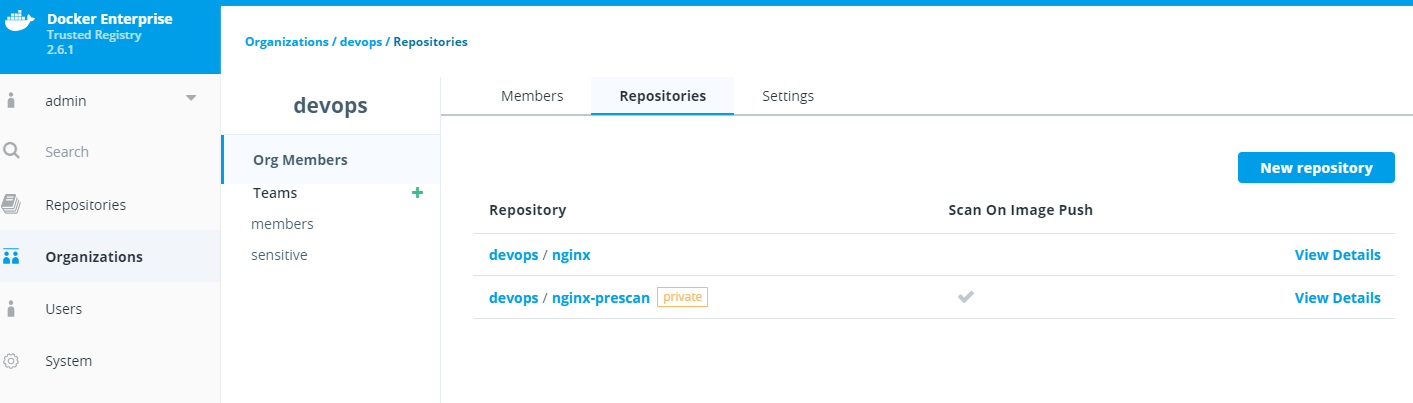 Docker Enterprise
Trusted Registry
2.6.1
admin
Search
Repositories
Organizations
Users
System
Organizations / devops / Repositories
devops
Org Members
Teams +
members
sensitive
Members Repositories Settings
New repository
Repository Scan On Image Push
devops / nginx View Details
devops / nginx-prescan private View Details